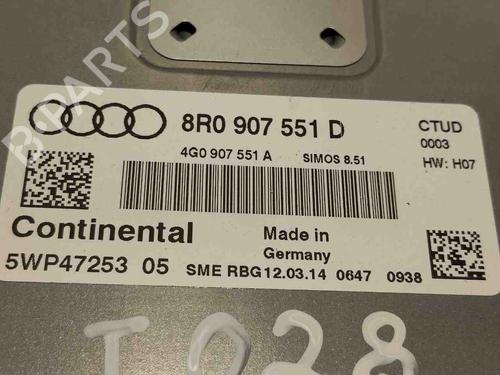 BIPARTS
8R0 907 551 D
CTUD
0003
4G0 907 551 A SIMOS 8.51
HW: H07
Continental
Made in
Germany
5WP47253 05 SME RBG12.03.14 0647 0938
T028